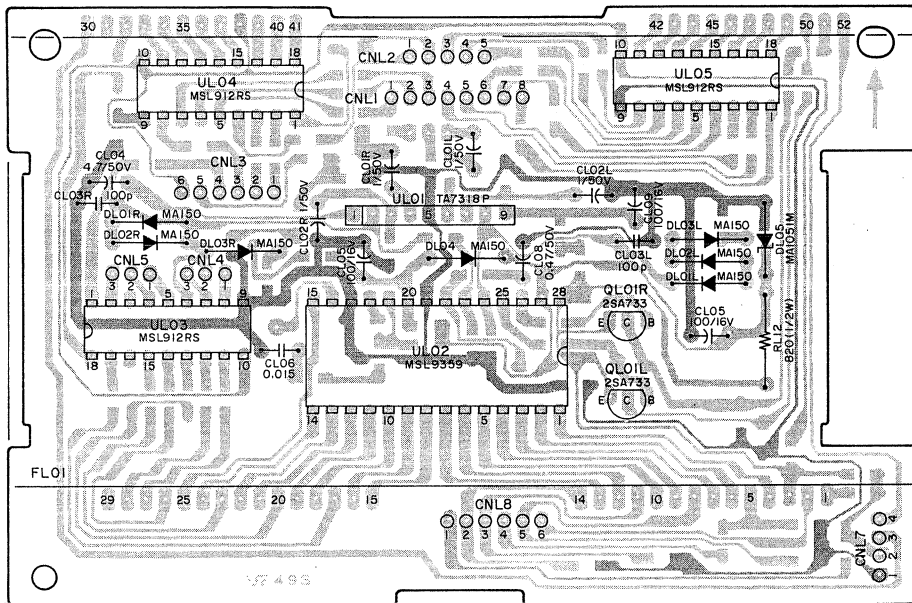 30 35 40 41
42 45 50 52
10 15 18
UL04
MSL912RS
9 5 1
CNL2
1 2 3 4 5
CNL1
1 2 3 4 5 6 7 8
10 15 18
UL05
MSL912RS
9 5 1
CL04
4.7/50V
CNL3
6 5 4 3 2 1
CL03R 100p
CL01R
1/50V
CL01L
1/50V
CL02L
1/50V
CL09
100/16V
UL01 TA7318P
1 5 9
DL01R MA150
DL02R MA150
DL03R MA150
CL02R 1/50V
DL04 MA150
CL08
0.47/50V
CL03L
100p
DL03L MA150
DL02L MA150
DL01L MA150
DL05
MA1051M
CNL5
3 2 1
CNL4
3 2 1
1 5 9
UL03
MSL912RS
18 15 10
CL06
0.015
15 20 25 28
UL02
MSL9359
14 10 5 1
QL01R
2SA733
E C B
QL01L
2SA733
E C B
CL05
100/16V
RL12
820(1/2W)
FL01
29 25 20 15 14 10 5 1
CNL8
1 2 3 4 5 6
CNL7
4
3
2
1